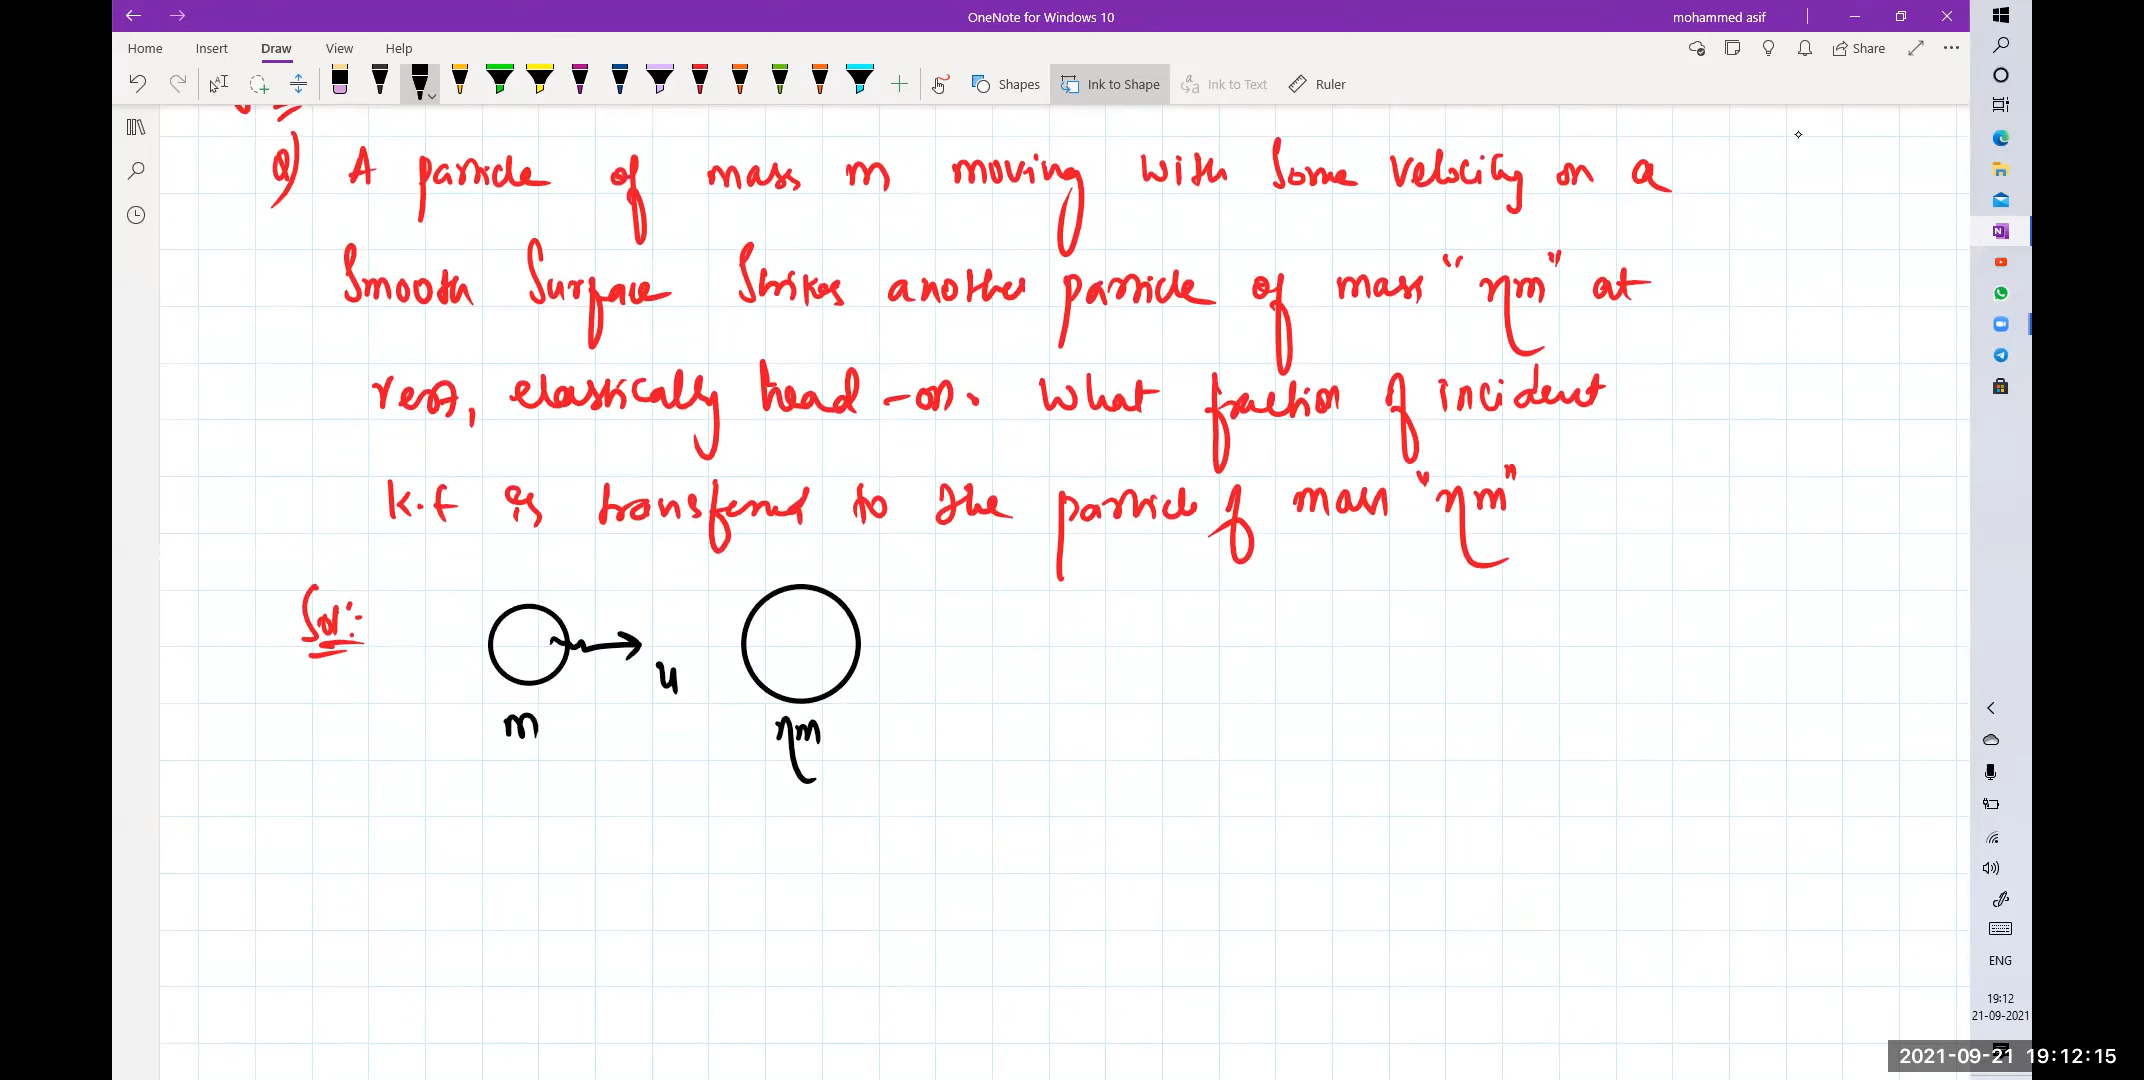 OneNote for Windows 10
mohammed asif
Home Insert Draw View Help
Share
Shapes Ink to Shape Ink to Text Ruler
Q) A particle of mass m moving with some velocity on a
smooth surface strikes another particle of mass "ηm" at
rest, elastically head-on. What fraction of incident
K.E is transferred to the particle of mass "ηm"
Sol:-
u
m
ηm
ENG
19:12
21-09-2021
2021-09-21 19:12:15